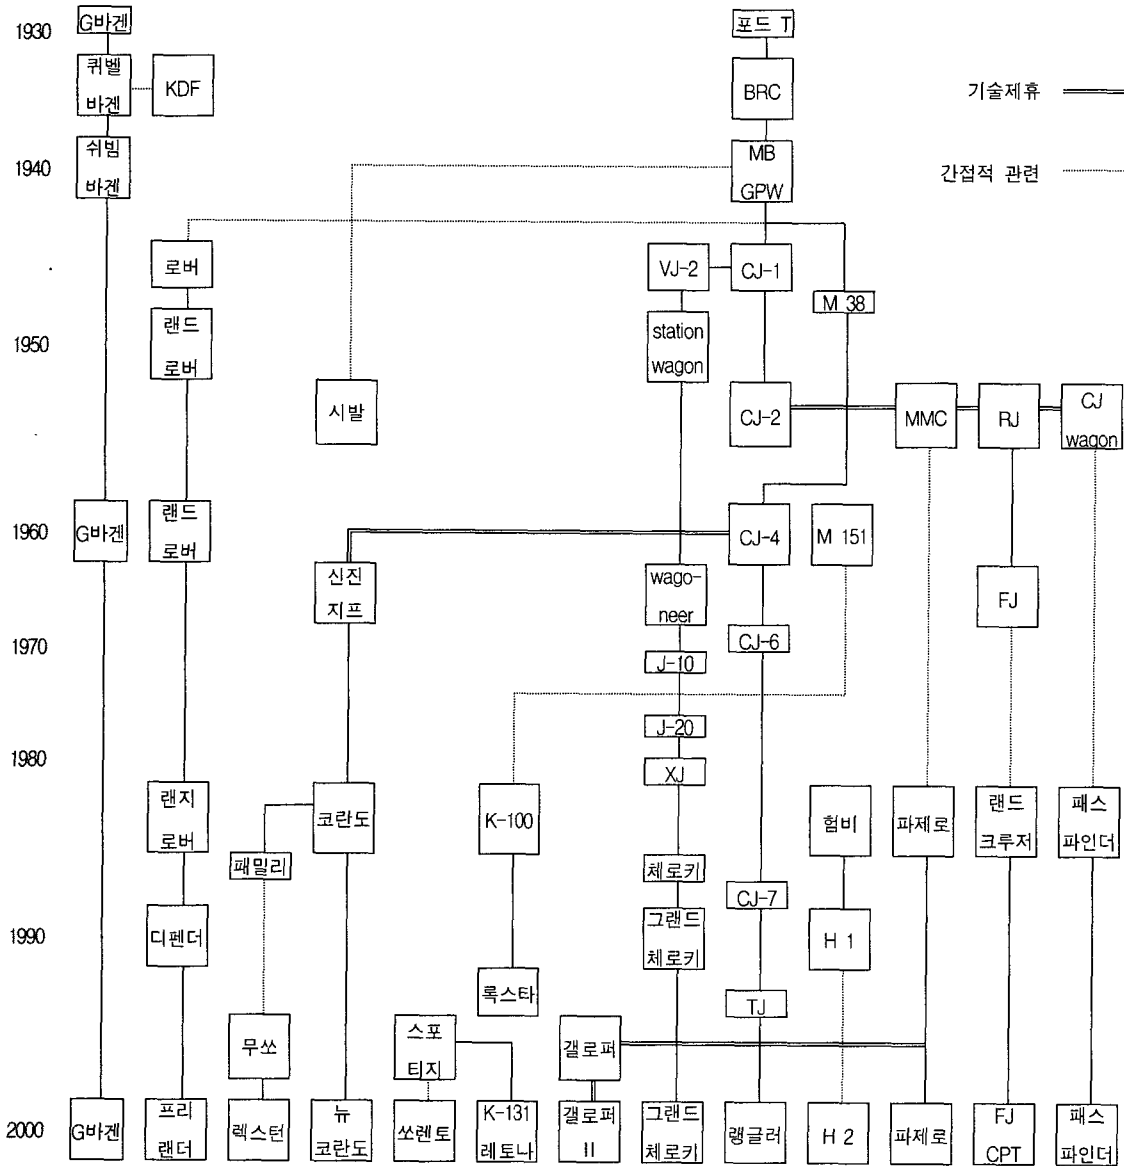 1930
G바겐
포드 T
퀴벨
바겐
KDF
BRC
기술제휴
1940
쉬빔
바겐
MB
GPW
간접적 관련
로버
VJ-2
CJ-1
M 38
1950
랜드
로버
station
wagon
시발
CJ-2
MMC
RJ
CJ
wagon
1960
G바겐
랜드
로버
CJ-4
M 151
신진
지프
wago-
neer
FJ
1970
CJ-6
J-10
J-20
1980
XJ
랜지
로버
코란도
K-100
험비
파제로
랜드
크루저
패스
파인더
패밀리
체로키
CJ-7
1990
디펜더
그랜드
체로키
H 1
록스타
TJ
무쏘
스포
티지
갤로퍼
2000
G바겐
프리
랜더
렉스턴
뉴
코란도
쏘렌토
K-131
레토나
갤로퍼
II
그랜드
체로키
랭글러
H 2
파제로
FJ
CPT
패스
파인더